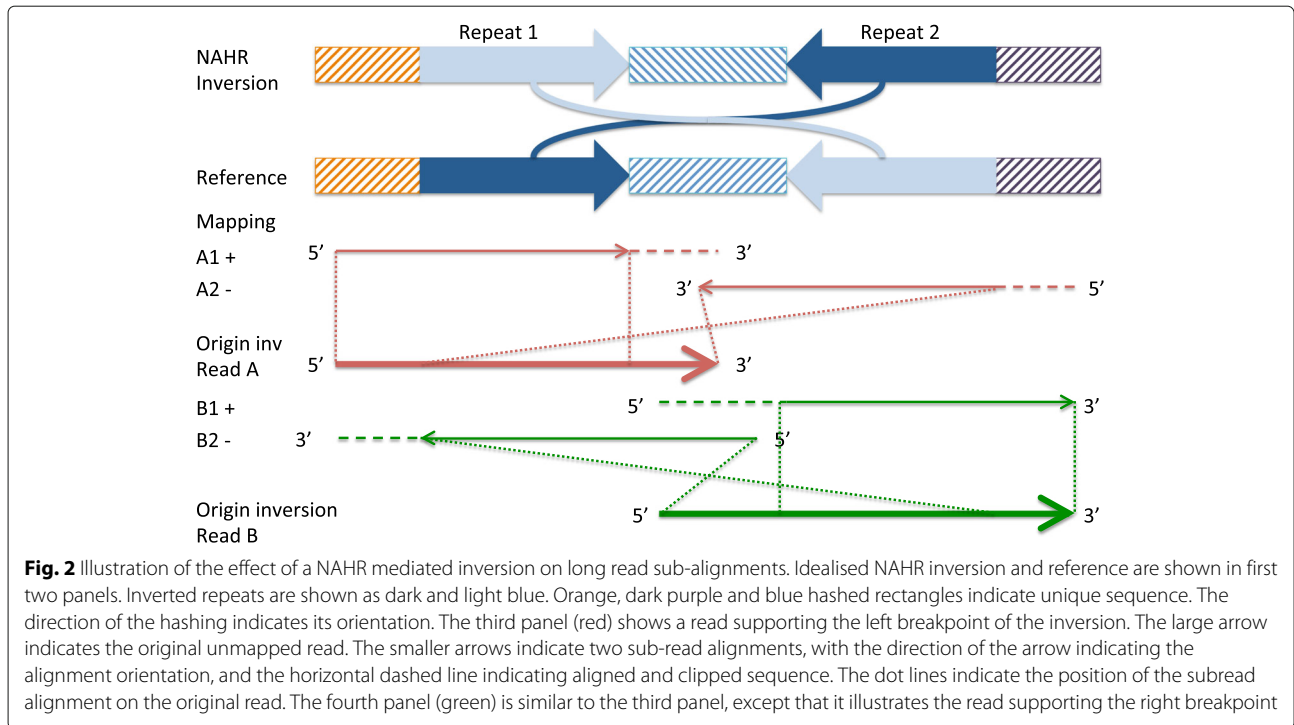 Repeat 1 Repeat 2
NAHR
Inversion
Reference
Mapping
A1 + 5’ 3’
A2 - 3’ 5’
Origin inv
Read A 5’ 3’
B1 + 5’ 3’
B2 - 3’ 5’
Origin inversion
Read B 5’ 3’
Fig. 2 Illustration of the effect of a NAHR mediated inversion on long read sub-alignments. Idealised NAHR inversion and reference are shown in first
two panels. Inverted repeats are shown as dark and light blue. Orange, dark purple and blue hashed rectangles indicate unique sequence. The
direction of the hashing indicates its orientation. The third panel (red) shows a read supporting the left breakpoint of the inversion. The large arrow
indicates the original unmapped read. The smaller arrows indicate two sub-read alignments, with the direction of the arrow indicating the
alignment orientation, and the horizontal dashed line indicating aligned and clipped sequence. The dot lines indicate the position of the subread
alignment on the original read. The fourth panel (green) is similar to the third panel, except that it illustrates the read supporting the right breakpoint